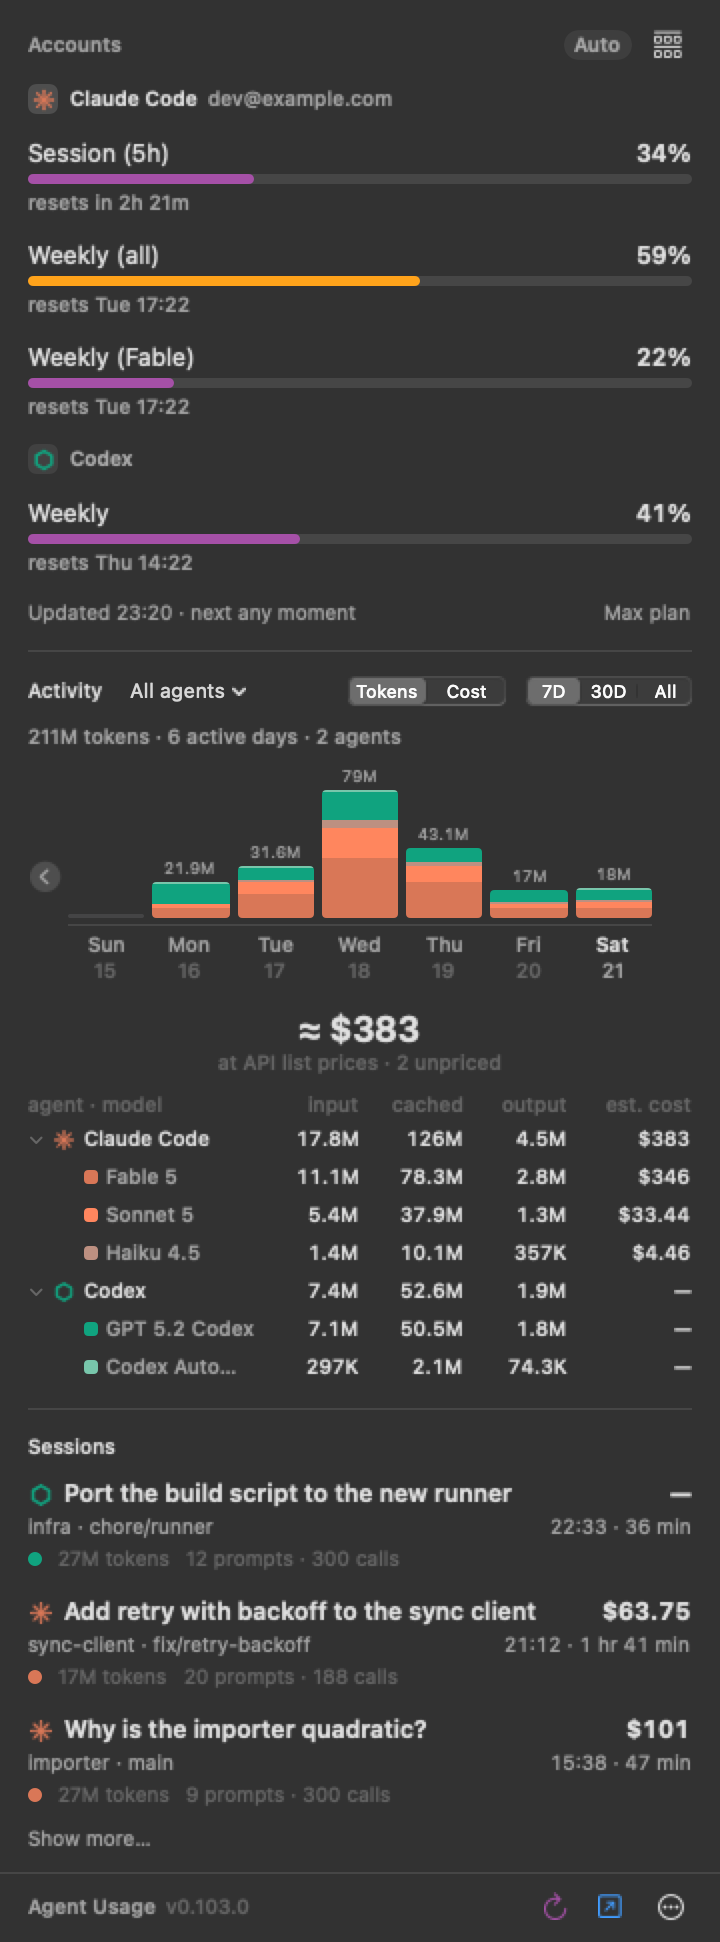 Accounts Auto
Claude Code dev@example.com
Session (5h) 34%
resets in 2h 21m
Weekly (all) 59%
resets Tue 17:22
Weekly (Fable) 22%
resets Tue 17:22
Codex
Weekly 41%
resets Thu 14:22
Updated 23:20 · next any moment Max plan
Activity All agents Tokens Cost 7D 30D All
211M tokens · 6 active days · 2 agents
79M
43.1M
31.6M
21.9M
17M
18M
Sun Mon Tue Wed Thu Fri Sat
15 16 17 18 19 20 21
≈ $383
at API list prices · 2 unpriced
agent · model input cached output est. cost
Claude Code 17.8M 126M 4.5M $383
Fable 5 11.1M 78.3M 2.8M $346
Sonnet 5 5.4M 37.9M 1.3M $33.44
Haiku 4.5 1.4M 10.1M 357K $4.46
Codex 7.4M 52.6M 1.9M —
GPT 5.2 Codex 7.1M 50.5M 1.8M —
Codex Auto... 297K 2.1M 74.3K —
Sessions
Port the build script to the new runner —
infra · chore/runner 22:33 · 36 min
27M tokens 12 prompts · 300 calls
Add retry with backoff to the sync client $63.75
sync-client · fix/retry-backoff 21:12 · 1 hr 41 min
17M tokens 20 prompts · 188 calls
Why is the importer quadratic? $101
importer · main 15:38 · 47 min
27M tokens 9 prompts · 300 calls
Show more...
Agent Usage v0.103.0